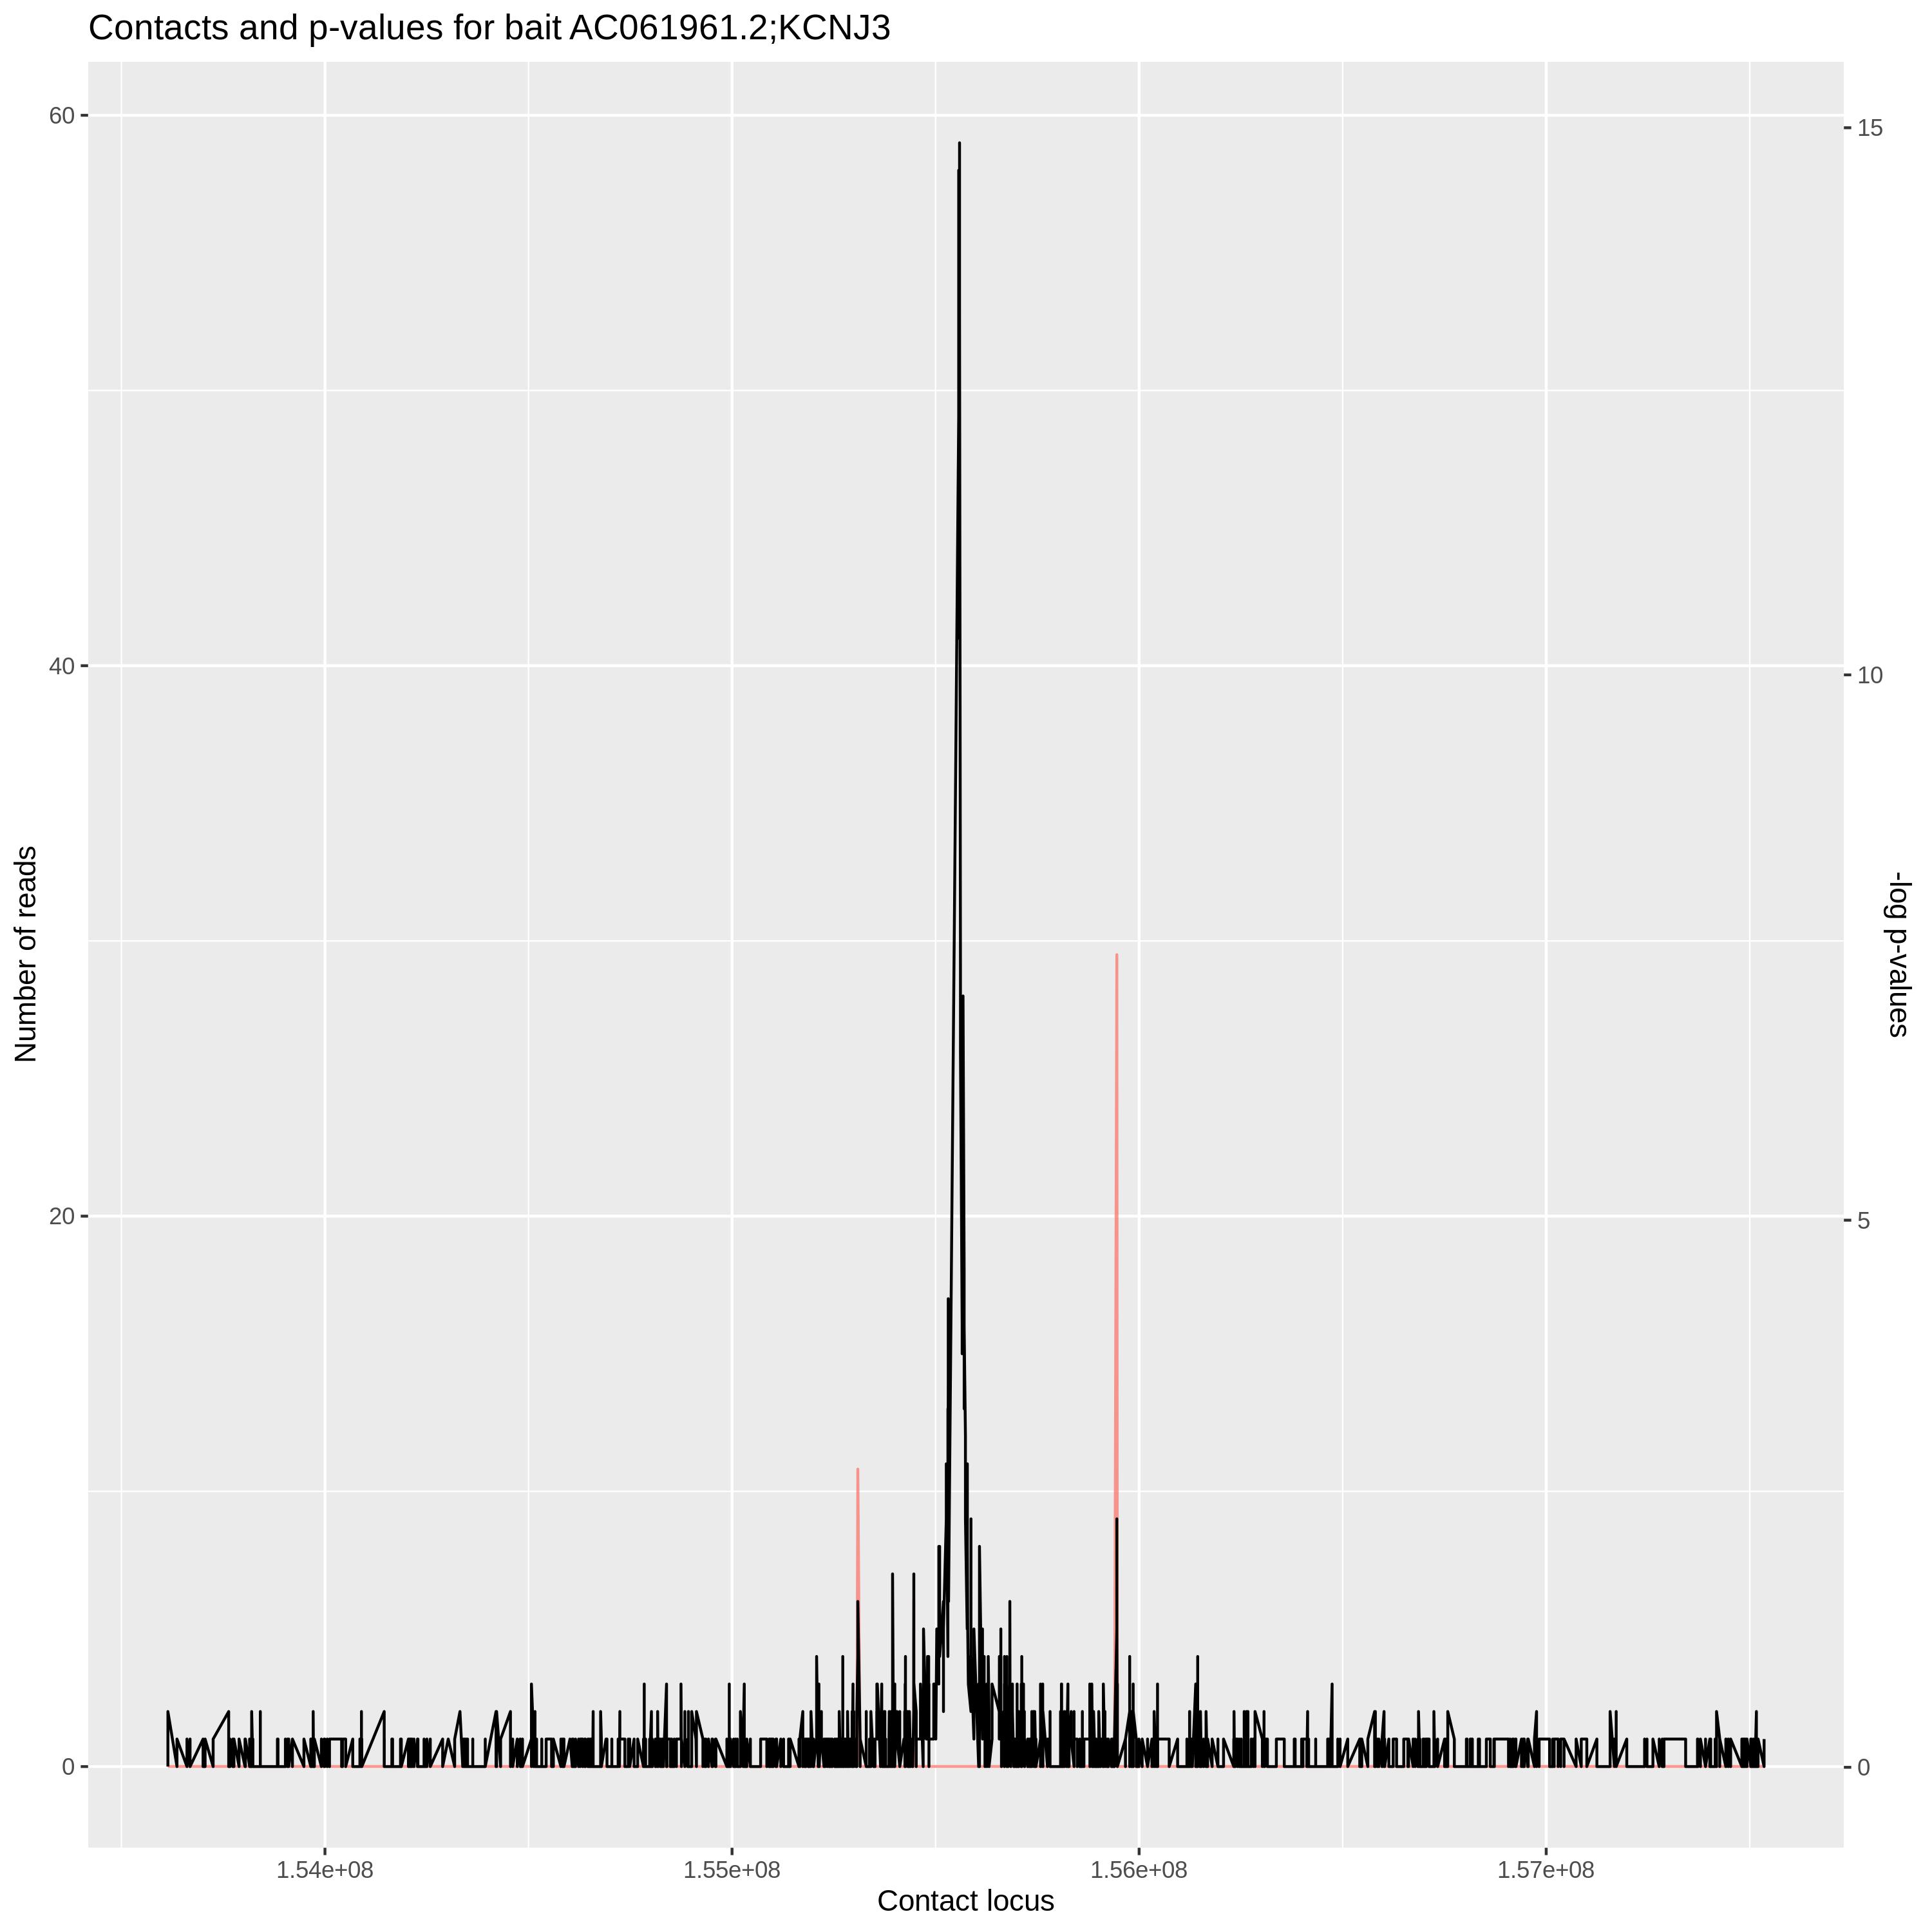 Contacts and p-values for bait AC061961.2;KCNJ3
60
40
20
0
Number of reads
15
10
5
0
-log p-values
1.54e+08
1.55e+08
1.56e+08
1.57e+08
Contact locus